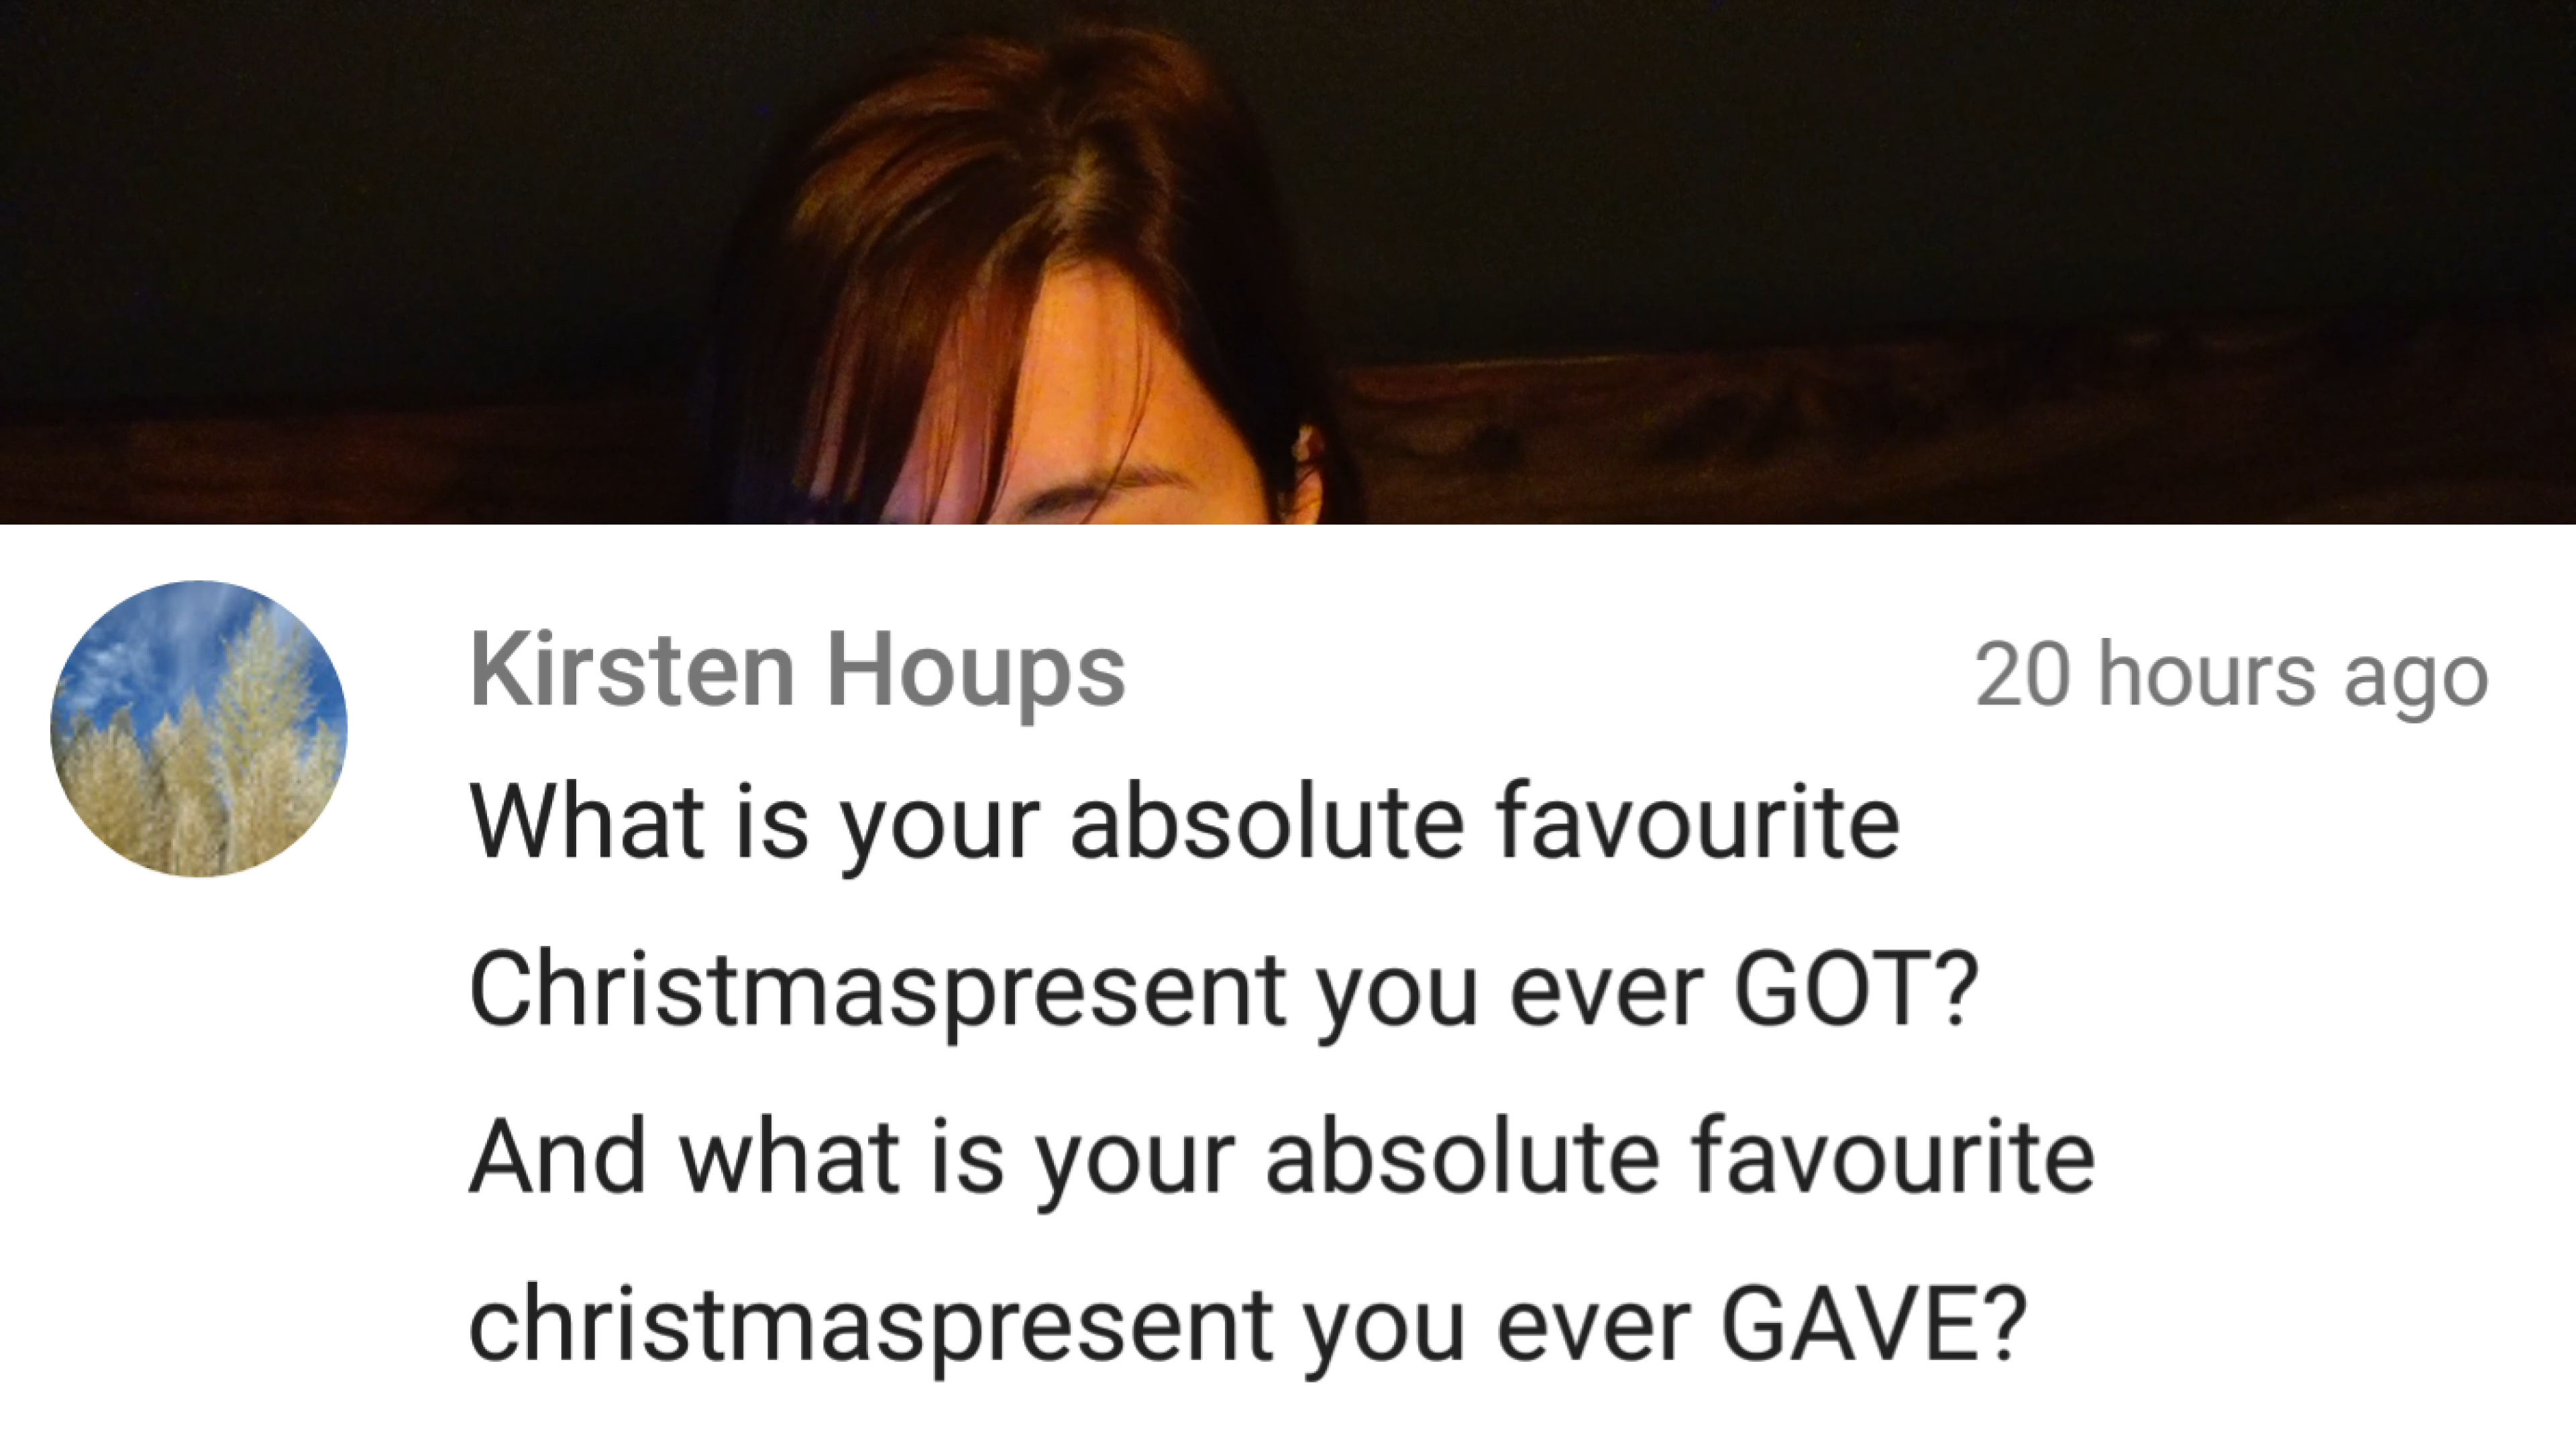 Kirsten Houps 20 hours ago
What is your absolute favourite
Christmaspresent you ever GOT?
And what is your absolute favourite
christmaspresent you ever GAVE?